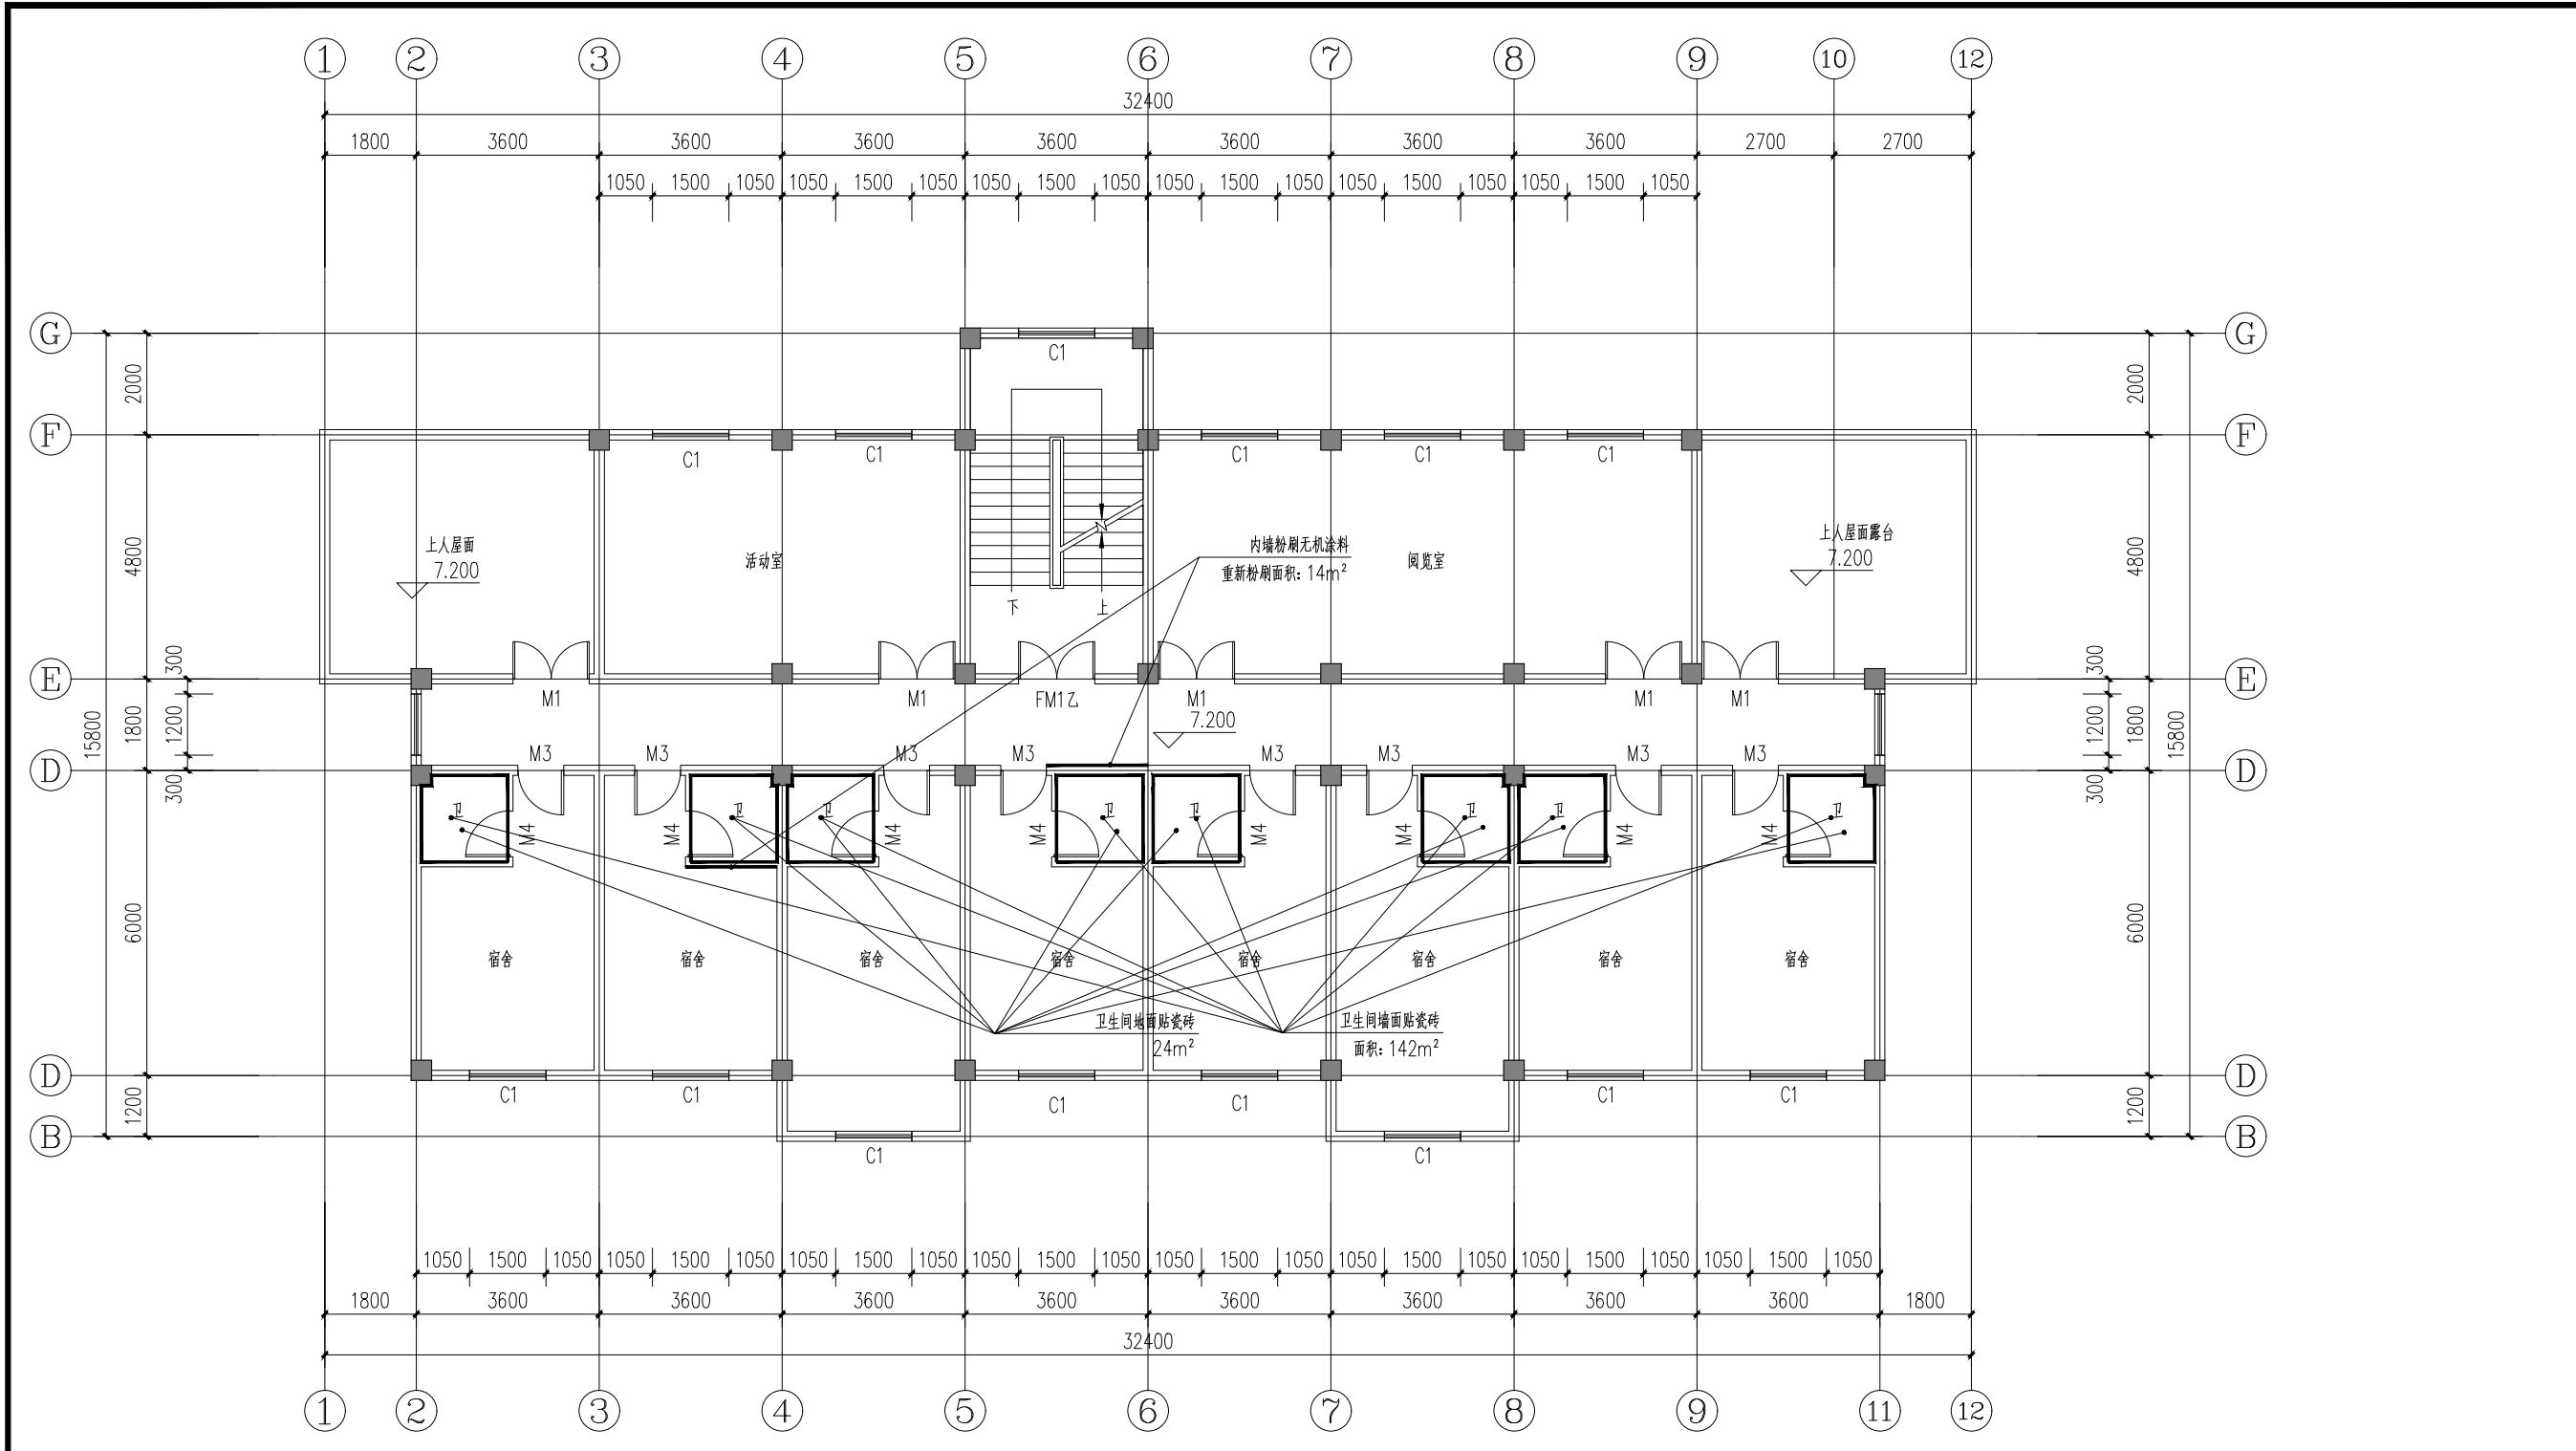 1 2 3 4 5 6 7 8 9 10 12
32400
1800 3600 3600 3600 3600 3600 3600 3600 2700 2700
1050 1500 1050 1050 1500 1050 1050 1500 1050 1050 1500 1050 1050 1500 1050 1050 1500 1050
G G
C1
2000 2000
F F
C1 C1 C1 C1 C1
上人屋面
7.200
活动室
内墙粉刷无机涂料
重新粉刷面积：14m²
阅览室
上人屋面露台
7.200
4800 4800
下 上
300 300
E E
M1 M1 FM1乙 M1 M1 M1
15800 1800 1200 1200 1800 15800
7.200
M3 M3 M3 M3 M3 M3 M3 M3
D D
300 300
卫 卫 卫 卫 卫 卫 卫 卫
M4 M4 M4 M4 M4 M4 M4 M4
6000 6000
宿舍 宿舍 宿舍 宿舍 宿舍 宿舍 宿舍 宿舍
卫生间地面贴瓷砖
24m²
卫生间墙面贴瓷砖
面积：142m²
D D
C1 C1 C1 C1 C1 C1
1200 1200
B B
C1 C1
1050 1500 1050 1050 1500 1050 1050 1500 1050 1050 1500 1050 1050 1500 1050 1050 1500 1050 1050 1500 1050 1050 1500 1050
1800 3600 3600 3600 3600 3600 3600 3600 3600 1800
32400
1 2 3 4 5 6 7 8 9 11 12